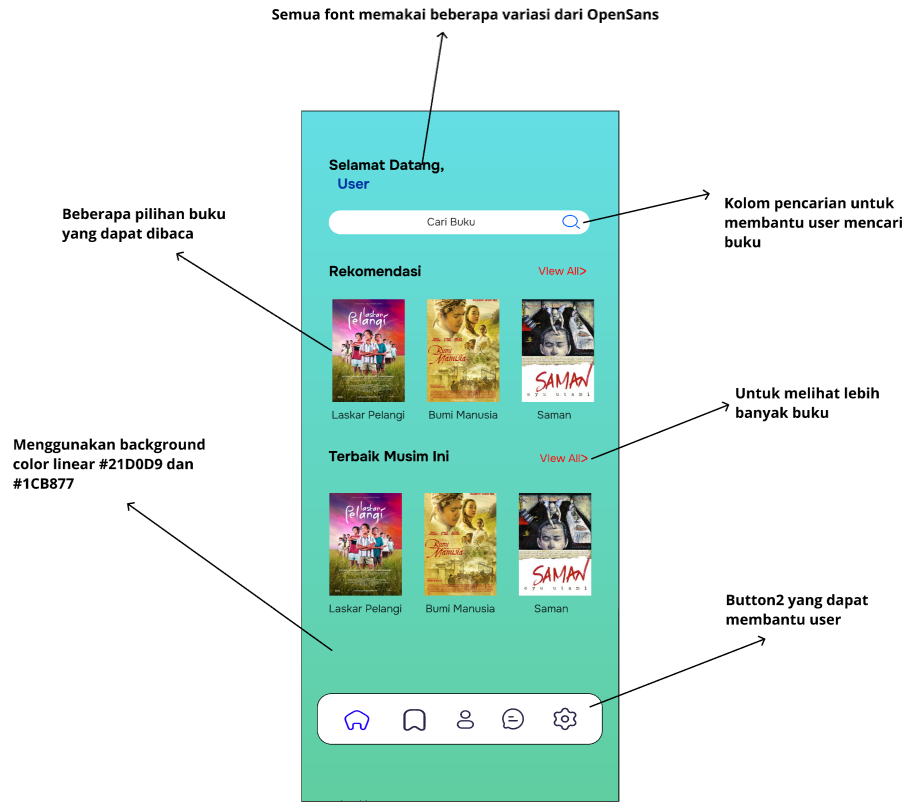 Semua font memakai beberapa variasi dari OpenSans
Selamat Datang,
User
Cari Buku
Kolom pencarian untuk
membantu user mencari
buku
Beberapa pilihan buku
yang dapat dibaca
Rekomendasi
VIew All>
laskar
Pelangi
Bumi
Manusia
SAMAN
ayu utami
Laskar Pelangi
Bumi Manusia
Saman
Untuk melihat lebih
banyak buku
Menggunakan background
color linear #21D0D9 dan
#1CB877
Terbaik Musim Ini
VIew All>
laskar
Pelangi
Bumi
Manusia
SAMAN
ayu utami
Laskar Pelangi
Bumi Manusia
Saman
Button2 yang dapat
membantu user